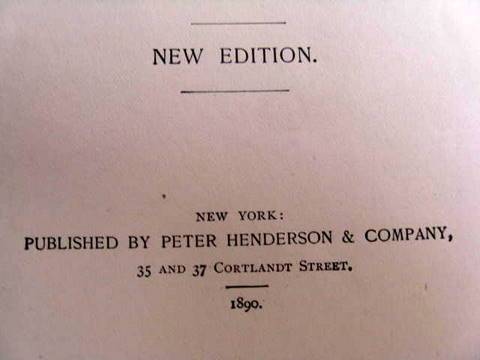 NEW EDITION.
NEW YORK:
PUBLISHED BY PETER HENDERSON & COMPANY,
35 AND 37 CORTLANDT STREET.
1890.